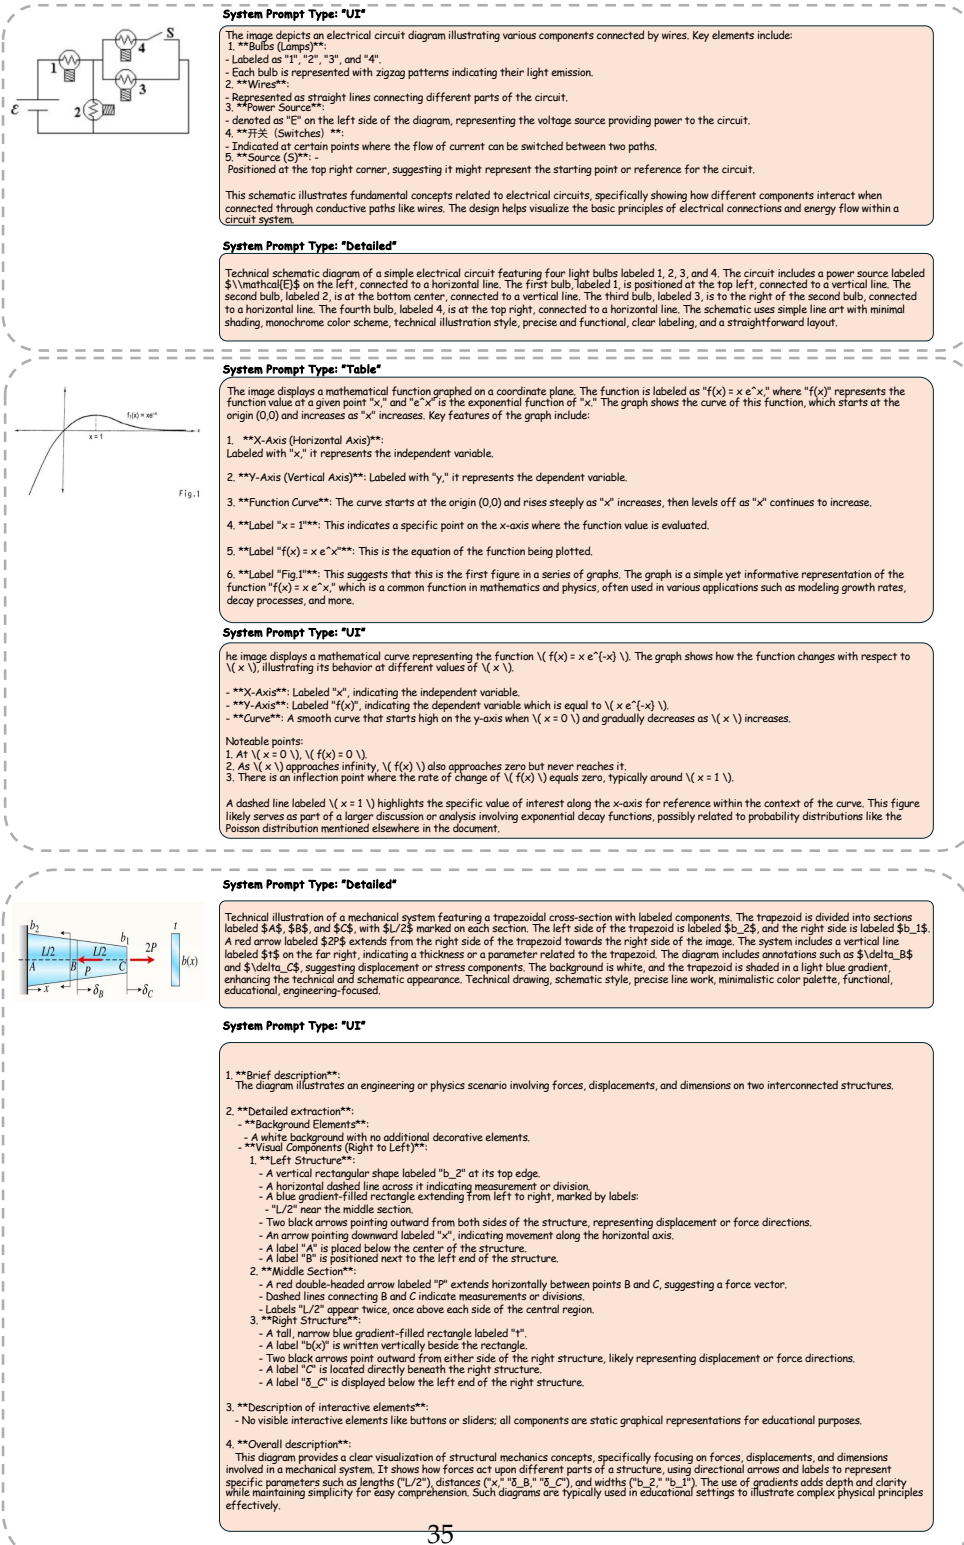 System Prompt Type: "UI"
S
4
1
3
2
ε
The image depicts an electrical circuit diagram illustrating various components connected by wires. Key elements include:
1. **Bulbs (Lamps)**:
- Labeled as "1", "2", "3", and "4".
- Each bulb is represented with zigzag patterns indicating their light emission.
2. **Wires**:
- Represented as straight lines connecting different parts of the circuit.
3. **Power Source**:
- denoted as "E" on the left side of the diagram, representing the voltage source providing power to the circuit.
4. **开关 (Switches) **:
- Indicated at certain points where the flow of current can be switched between two paths.
5. **Source (S)**: -
Positioned at the top right corner, suggesting it might represent the starting point or reference for the circuit.
This schematic illustrates fundamental concepts related to electrical circuits, specifically showing how different components interact when
connected through conductive paths like wires. The design helps visualize the basic principles of electrical connections and energy flow within a
circuit system.
System Prompt Type: "Detailed"
Technical schematic diagram of a simple electrical circuit featuring four light bulbs labeled 1, 2, 3, and 4. The circuit includes a power source labeled
$\\mathcal{E}$ on the left, connected to a horizontal line. The first bulb, labeled 1, is positioned at the top left, connected to a vertical line. The
second bulb, labeled 2, is at the bottom center, connected to a vertical line. The third bulb, labeled 3, is to the right of the second bulb, connected
to a horizontal line. The fourth bulb, labeled 4, is at the top right, connected to a horizontal line. The schematic uses simple line art with minimal
shading, monochrome color scheme, technical illustration style, precise and functional, clear labeling, and a straightforward layout.
System Prompt Type: "Table"
x = 1
Fig.1
The image displays a mathematical function graphed on a coordinate plane. The function is labeled as "f(x) = x e^x," where "f(x)" represents the
function value at a given point "x," and "e^x" is the exponential function of "x." The graph shows the curve of this function, which starts at the
origin (0,0) and increases as "x" increases. Key features of the graph include:
1. **X-Axis (Horizontal Axis)**:
Labeled with "x," it represents the independent variable.
2. **Y-Axis (Vertical Axis)**: Labeled with "y," it represents the dependent variable.
3. **Function Curve**: The curve starts at the origin (0,0) and rises steeply as "x" increases, then levels off as "x" continues to increase.
4. **Label "x = 1"**: This indicates a specific point on the x-axis where the function value is evaluated.
5. **Label "f(x) = x e^x"**: This is the equation of the function being plotted.
6. **Label "Fig.1"**: This suggests that this is the first figure in a series of graphs. The graph is a simple yet informative representation of the
function "f(x) = x e^x," which is a common function in mathematics and physics, often used in various applications such as modeling growth rates,
decay processes, and more.
System Prompt Type: "UI"
he image displays a mathematical curve representing the function \( f(x) = x e^{-x} \). The graph shows how the function changes with respect to
\( x \), illustrating its behavior at different values of \( x \).
- **X-Axis**: Labeled "x", indicating the independent variable.
- **Y-Axis**: Labeled "f(x)", indicating the dependent variable which is equal to \( x e^{-x} \).
- **Curve**: A smooth curve that starts high on the y-axis when \( x = 0 \) and gradually decreases as \( x \) increases.
Noteable points:
1. At \( x = 0 \), \( f(x) = 0 \).
2. As \( x \) approaches infinity, \( f(x) \) also approaches zero but never reaches it.
3. There is an inflection point where the rate of change of \( f(x) \) equals zero, typically around \( x = 1 \).
A dashed line labeled \( x = 1 \) highlights the specific value of interest along the x-axis for reference within the context of the curve. This figure
likely serves as part of a larger discussion or analysis involving exponential decay functions, possibly related to probability distributions like the
Poisson distribution mentioned elsewhere in the document.
System Prompt Type: "Detailed"
b₂ t
L/2 L/2 b₁ 2P
A B P C b(x)
x δ_B δ_C
Technical illustration of a mechanical system featuring a trapezoidal cross-section with labeled components. The trapezoid is divided into sections
labeled $A$, $B$, and $C$, with $L/2$ marked on each section. The left side of the trapezoid is labeled $b_2$, and the right side is labeled $b_1$.
A red arrow labeled $2P$ extends from the right side of the trapezoid towards the right side of the image. The system includes a vertical line
labeled $t$ on the far right, indicating a thickness or a parameter related to the trapezoid. The diagram includes annotations such as $\delta_B$
and $\delta_C$, suggesting displacement or stress components. The background is white, and the trapezoid is shaded in a light blue gradient,
enhancing the technical and schematic appearance. Technical drawing, schematic style, precise line work, minimalistic color palette, functional,
educational, engineering-focused.
System Prompt Type: "UI"
1. **Brief description**:
The diagram illustrates an engineering or physics scenario involving forces, displacements, and dimensions on two interconnected structures.
2. **Detailed extraction**:
- **Background Elements**:
- A white background with no additional decorative elements.
- **Visual Components (Right to Left)**:
1. **Left Structure**:
- A vertical rectangular shape labeled "b_2" at its top edge.
- A horizontal dashed line across it indicating measurement or division.
- A blue gradient-filled rectangle extending from left to right, marked by labels:
- "L/2" near the middle section.
- Two black arrows pointing outward from both sides of the structure, representing displacement or force directions.
- An arrow pointing downward labeled "x", indicating movement along the horizontal axis.
- A label "A" is placed below the center of the structure.
- A label "B" is positioned next to the left end of the structure.
2. **Middle Section**:
- A red double-headed arrow labeled "P" extends horizontally between points B and C, suggesting a force vector.
- Dashed lines connecting B and C indicate measurements or divisions.
- Labels "L/2" appear twice, once above each side of the central region.
3. **Right Structure**:
- A tall, narrow blue gradient-filled rectangle labeled "t".
- A label "b(x)" is written vertically beside the rectangle.
- Two black arrows point outward from either side of the right structure, likely representing displacement or force directions.
- A label "C" is located directly beneath the right structure.
- A label "δ_C" is displayed below the left end of the right structure.
3. **Description of interactive elements**:
- No visible interactive elements like buttons or sliders; all components are static graphical representations for educational purposes.
4. **Overall description**:
This diagram provides a clear visualization of structural mechanics concepts, specifically focusing on forces, displacements, and dimensions
involved in a mechanical system. It shows how forces act upon different parts of a structure, using directional arrows and labels to represent
specific parameters such as lengths ("L/2"), distances ("x," "δ_B," "δ_C"), and widths ("b_2," "b_1"). The use of gradients adds depth and clarity
while maintaining simplicity for easy comprehension. Such diagrams are typically used in educational settings to illustrate complex physical principles
effectively.
35